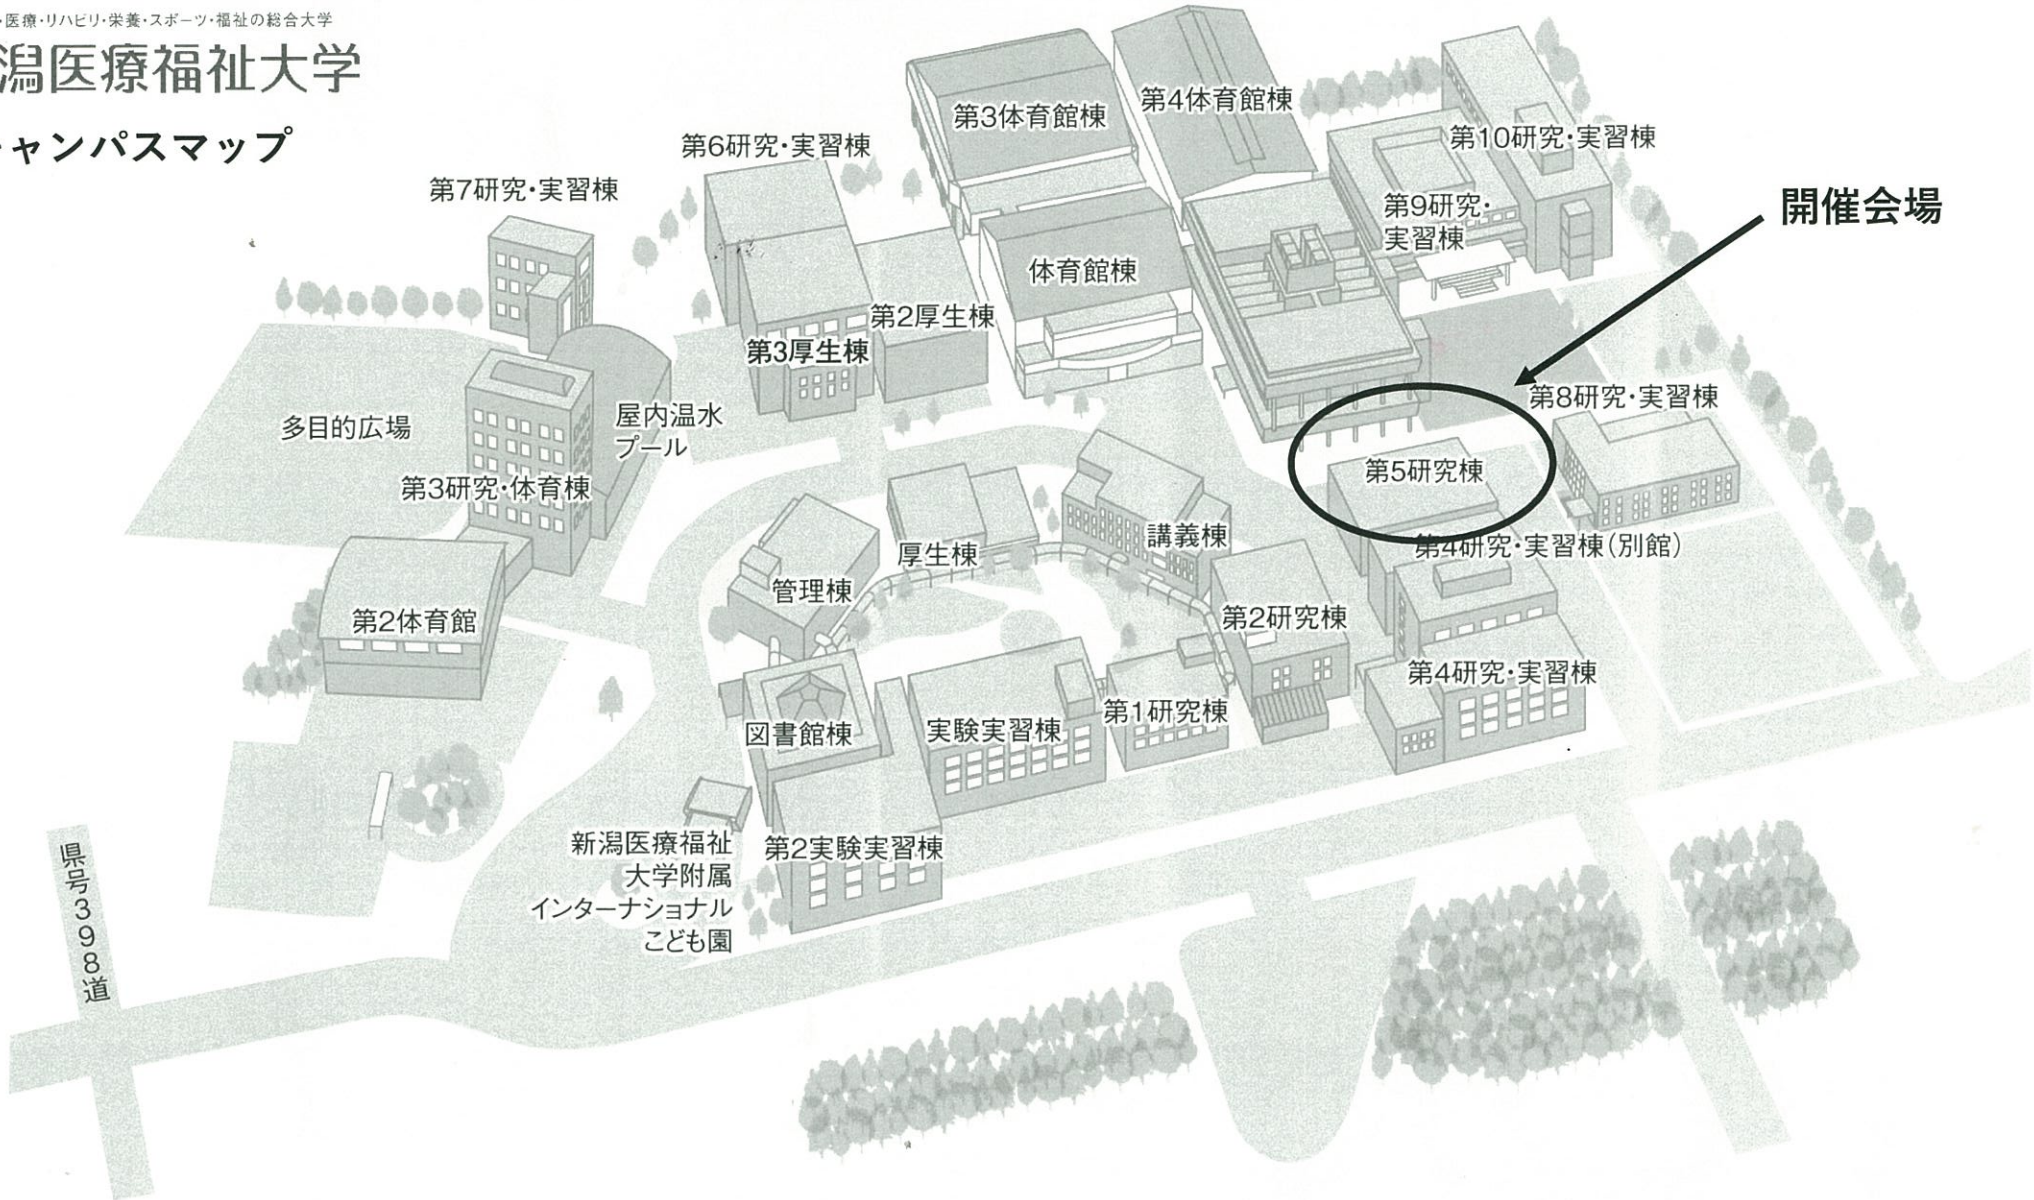 ・医療・リハビリ・栄養・スポーツ・福祉の総合大学
潟医療福祉大学
ャンパスマップ
第3体育館棟
第4体育館棟
第6研究・実習棟
第10研究・実習棟
第7研究・実習棟
開催会場
第9研究・
実習棟
体育館棟
第2厚生棟
第3厚生棟
第8研究・実習棟
多目的広場
屋内温水
プール
第5研究棟
第3研究・体育棟
講義棟
厚生棟
第4研究・実習棟(別館)
管理棟
第2体育館
第2研究棟
第4研究・実習棟
図書館棟
実験実習棟
第1研究棟
新潟医療福祉
大学附属
インターナショナル
こども園
第2実験実習棟
県号398道